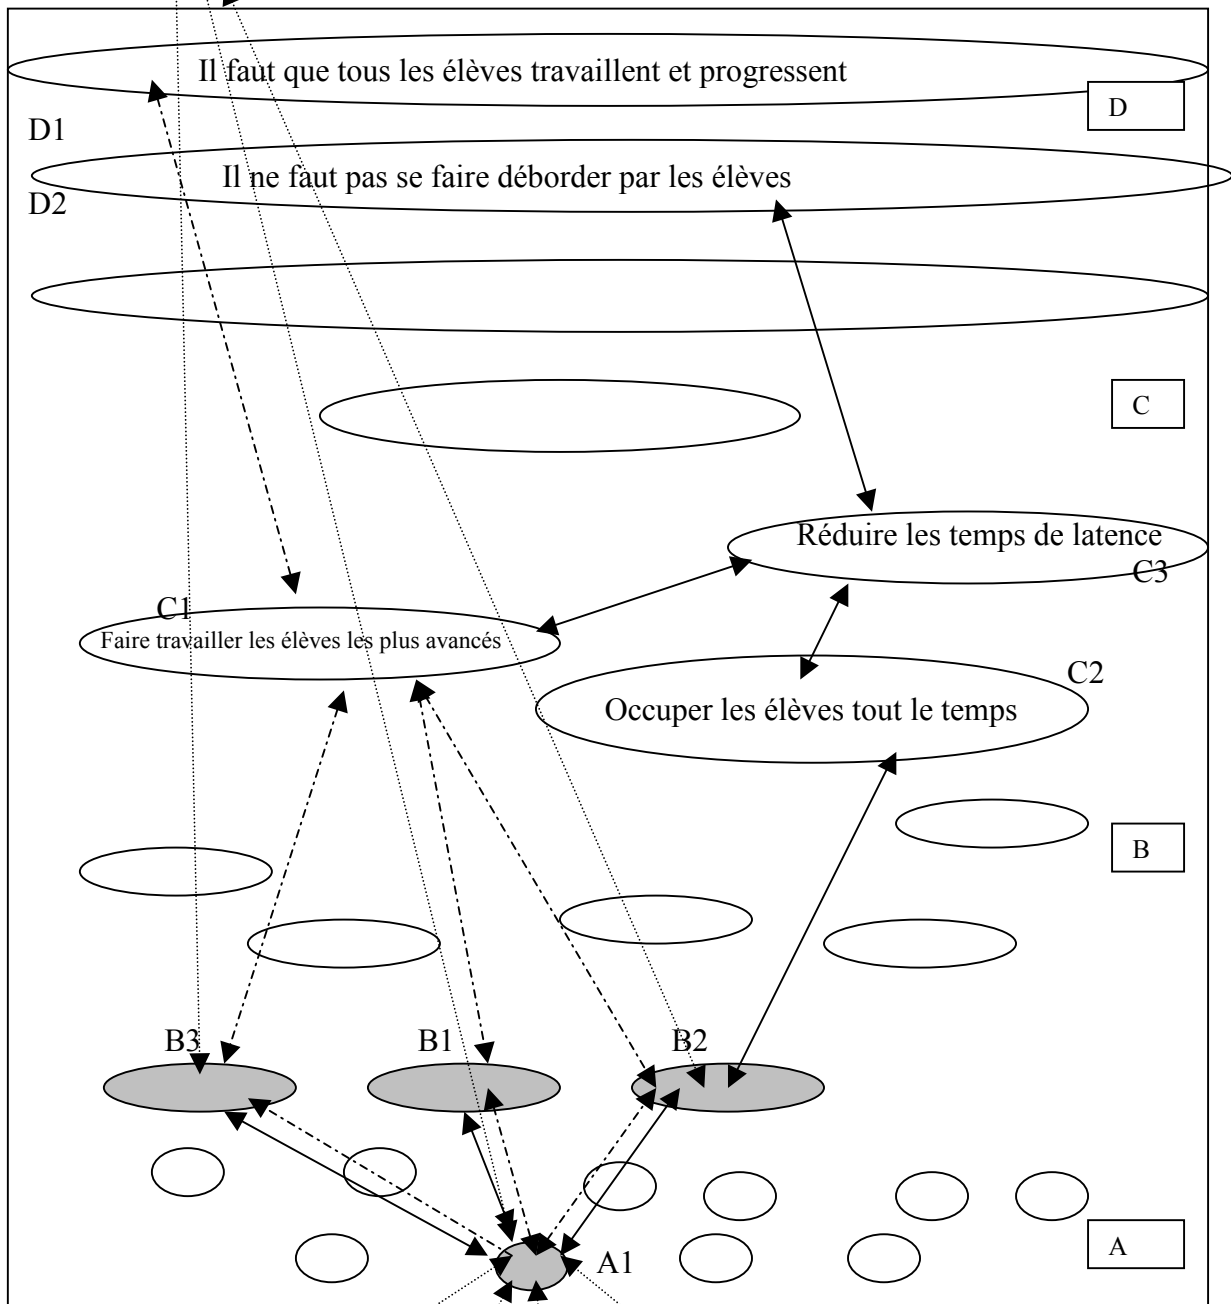 Il faut que tous les élèves travaillent et progressent
D
D1
Il ne faut pas se faire déborder par les élèves
D2
C
Réduire les temps de latence
C3
C1
Faire travailler les élèves les plus avancés
C2
Occuper les élèves tout le temps
B
B3
B1
B2
A
A1